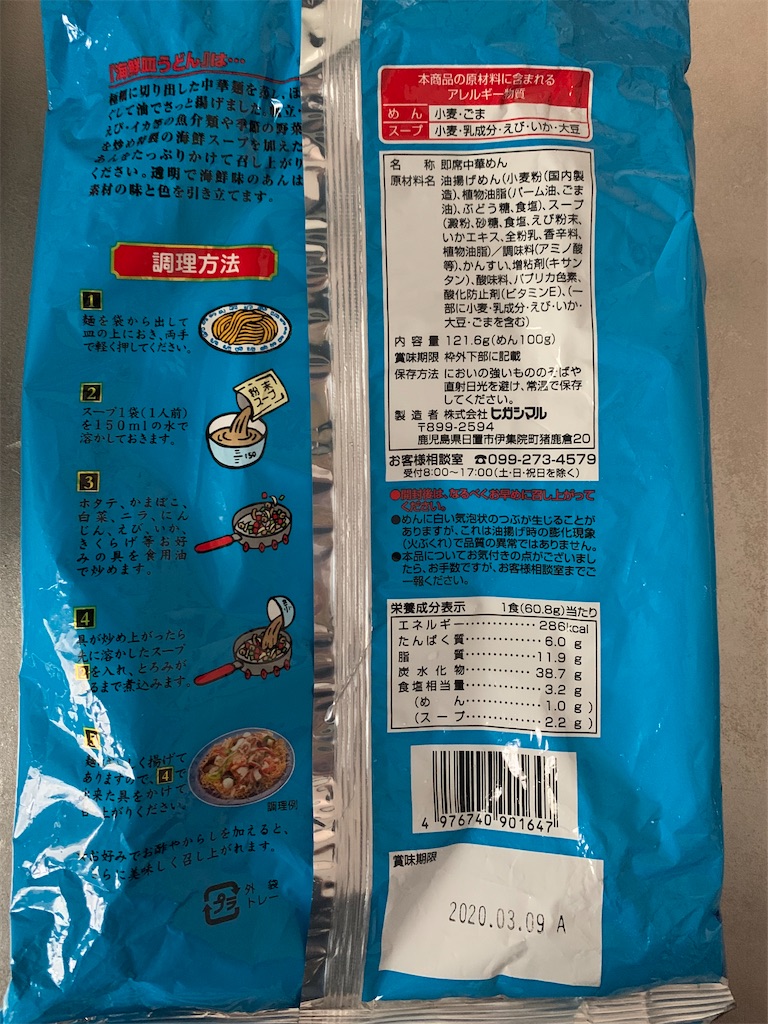 『海鮮皿うどん』は…
極細に切り出した中華麺を蒸し、ほ
ぐして油でさっと揚げました。
えび・イカ等の魚介類や季節の野菜
を炒め特製の海鮮スープを加えた
あんをたっぷりかけて召し上がり
ください。透明で海鮮味のあんは
素材の味と色を引き立てます。
調理方法
1
麺を袋から出して
皿の上におき、両手
で軽く押してください。
2
スープ1袋(1人前)
を150mlの水で
溶かしておきます。
粉末
スープ
150
3
ホタテ、かまぼこ、
白菜、ニラ、にん
じん、えび、いか、
きくらげ等お好
みの具を食用油
で炒めます。
4
具が炒め上がったら
先に溶かしたスープ
2を入れ、とろみが
るまで煮込みます。
5
しく揚げて
ありますので、4で
出来た具をかけて
召し上がりください。
調理例
お好みでお酢やからしを加えると、
さらに美味しく召し上がれます。
プラ
外袋
トレー
本商品の原材料に含まれる
アレルギー物質
めん 小麦・ごま
スープ 小麦・乳成分・えび・いか・大豆
名称 即席中華めん
原材料名 油揚げめん(小麦粉(国内製
造)、植物油脂(パーム油、ごま
油)、ぶどう糖、食塩)、スープ
(澱粉、砂糖、食塩、えび粉末、
いかエキス、全粉乳、香辛料、
植物油脂)/調味料(アミノ酸
等)、かんすい、増粘剤(キサン
タン)、酸味料、パプリカ色素、
酸化防止剤(ビタミンE)、(一
部に小麦・乳成分・えび・いか・
大豆・ごまを含む)
内容量 121.6g(めん100g)
賞味期限 枠外下部に記載
保存方法 においの強いもののそばや
直射日光を避け、常温で保存
してください。
製造者 株式会社ヒガシマル
〒899-2594
鹿児島県日置市伊集院町猪鹿倉20
お客様相談室 ☎099-273-4579
受付8:00〜17:00(土・日・祝日を除く)
●開封後は、なるべくお早めに召し上がって
ください。
●めんに白い気泡状のつぶが生じることが
ありますが、これは油揚げ時の膨化現象
(火ぶくれ)で品質の異常ではありません。
●本品についてお気付きの点がございまし
たら、お手数ですが、お客様相談室までご
一報ください。
栄養成分表示 1食(60.8g)当たり
エネルギー………… 286kcal
たんぱく質………… 6.0 g
脂質………… 11.9 g
炭水化物………… 38.7 g
食塩相当量………… 3.2 g
(めん………… 1.0 g)
(スープ………… 2.2 g)
4 976740 901647
賞味期限
2020.03.09 A